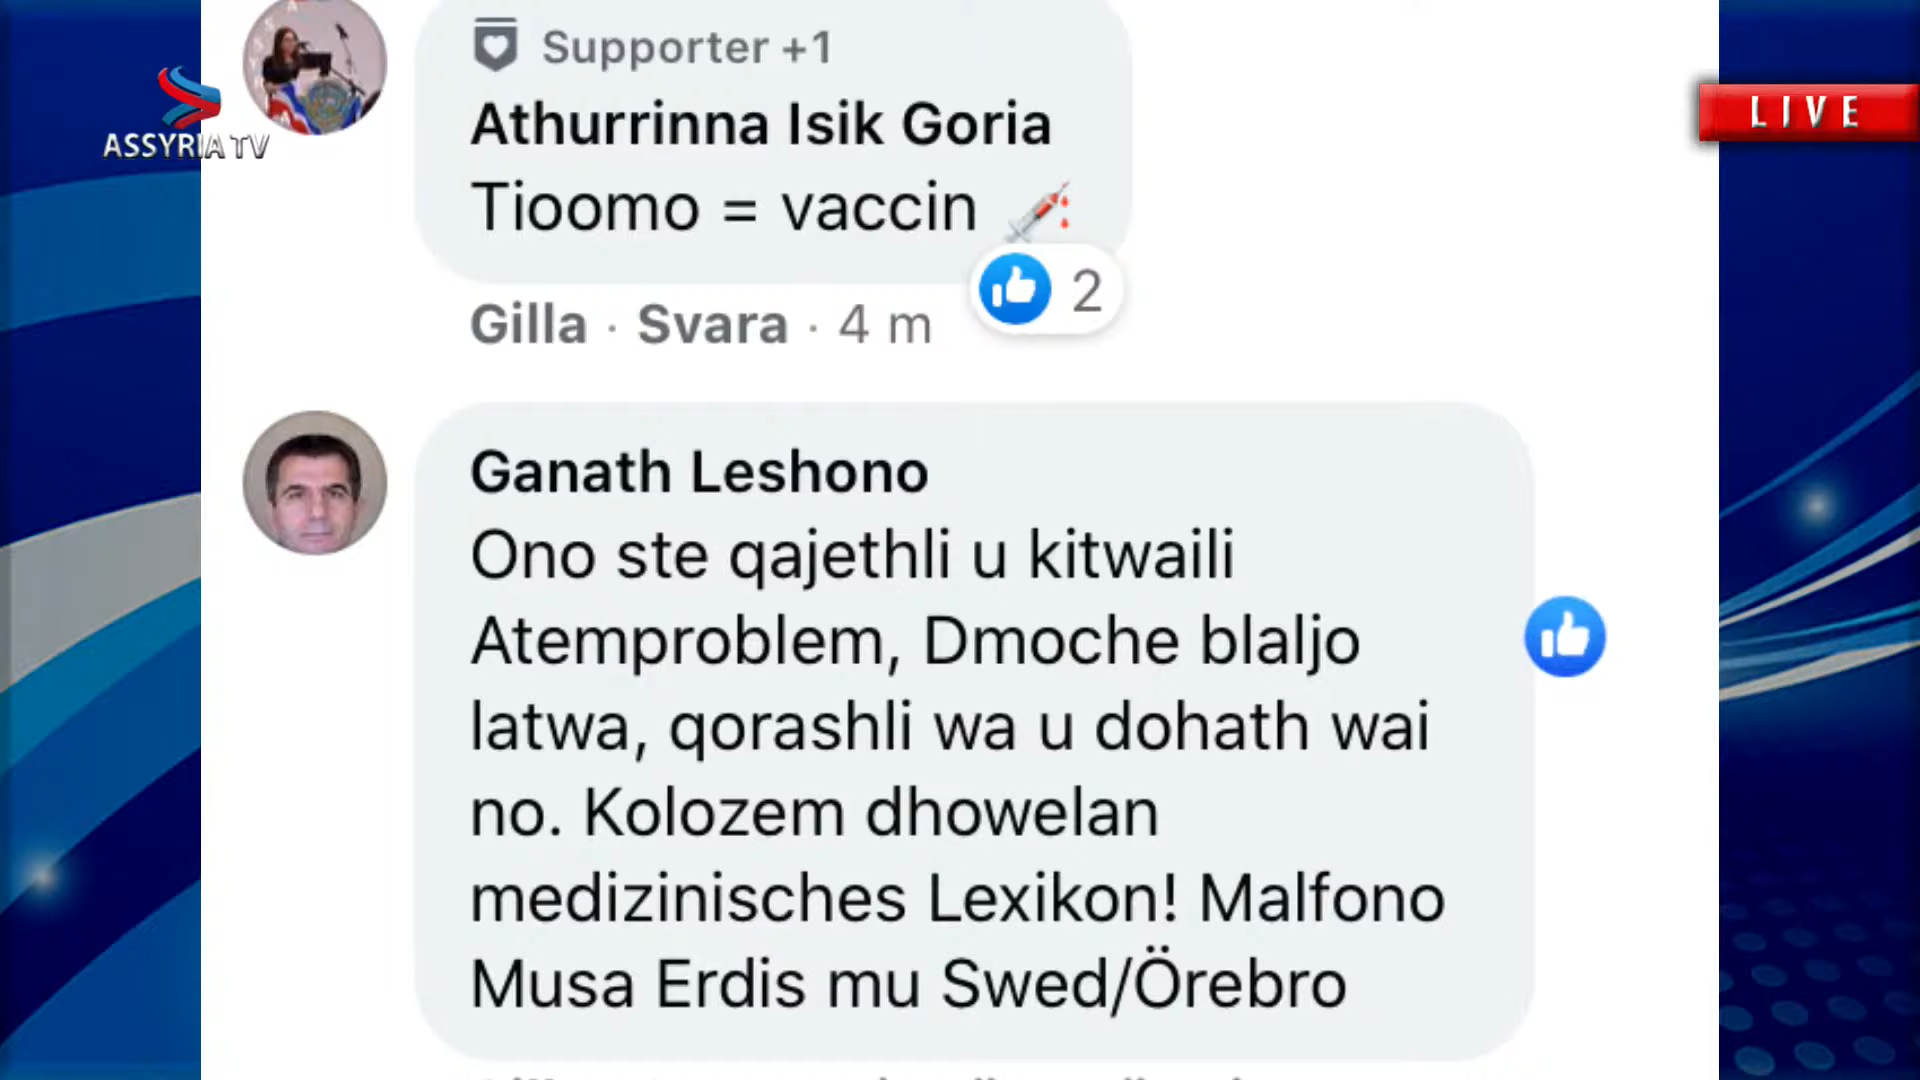 Supporter +1
Athurrinna Isik Goria
Tioomo = vaccin
2
Gilla · Svara · 4 m
ASSYRIA TV
LIVE
Ganath Leshono
Ono ste qajethli u kitwaili
Atemproblem, Dmoche blaljo
latwa, qorashli wa u dohath wai
no. Kolozem dhowelan
medizinisches Lexikon! Malfono
Musa Erdis mu Swed/Örebro